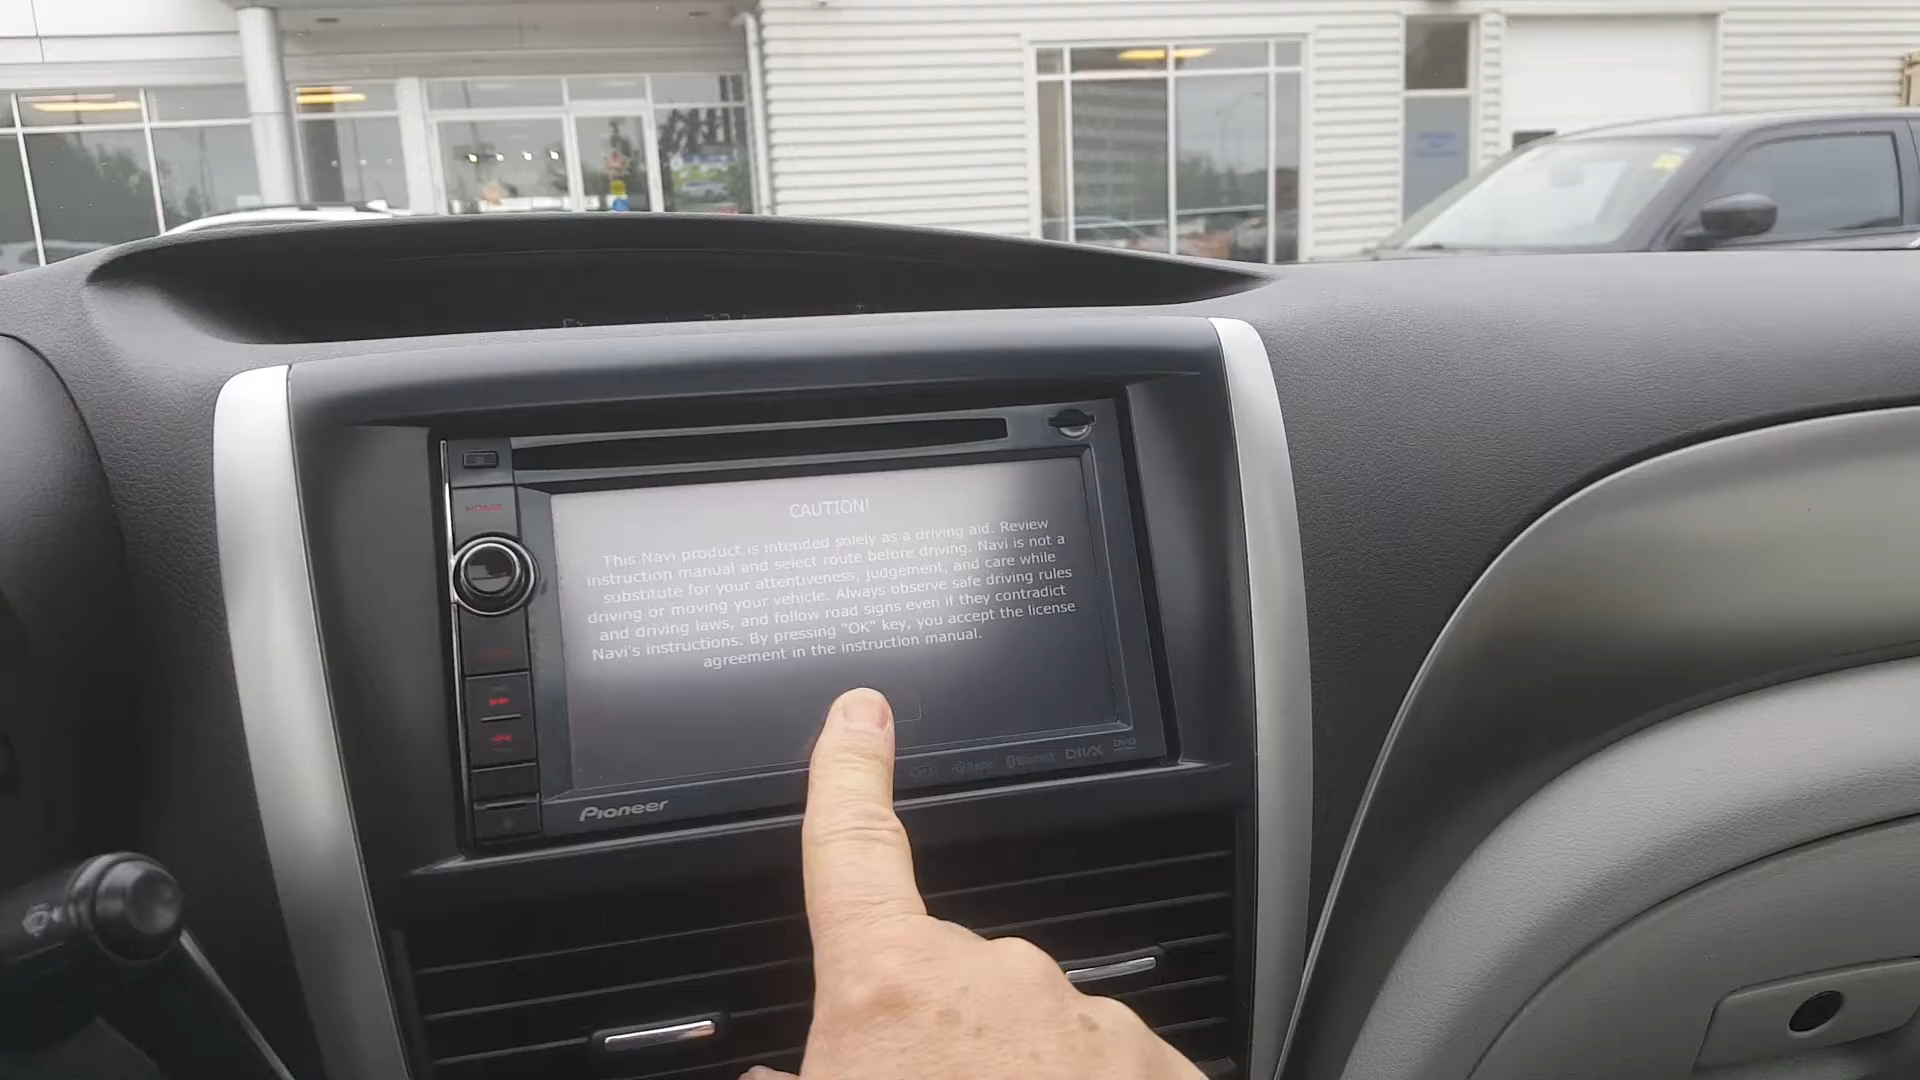 HOME
CAUTION!
This Navi product is intended solely as a driving aid. Review
instruction manual and select route before driving. Navi is not a
substitute for your attentiveness, judgement, and care while
driving or moving your vehicle. Always observe safe driving rules
and driving laws, and follow road signs even if they contradict
Navi's instructions. By pressing "OK" key, you accept the license
agreement in the instruction manual.
Pioneer
Radio
Bluetooth
DIVX
DVD